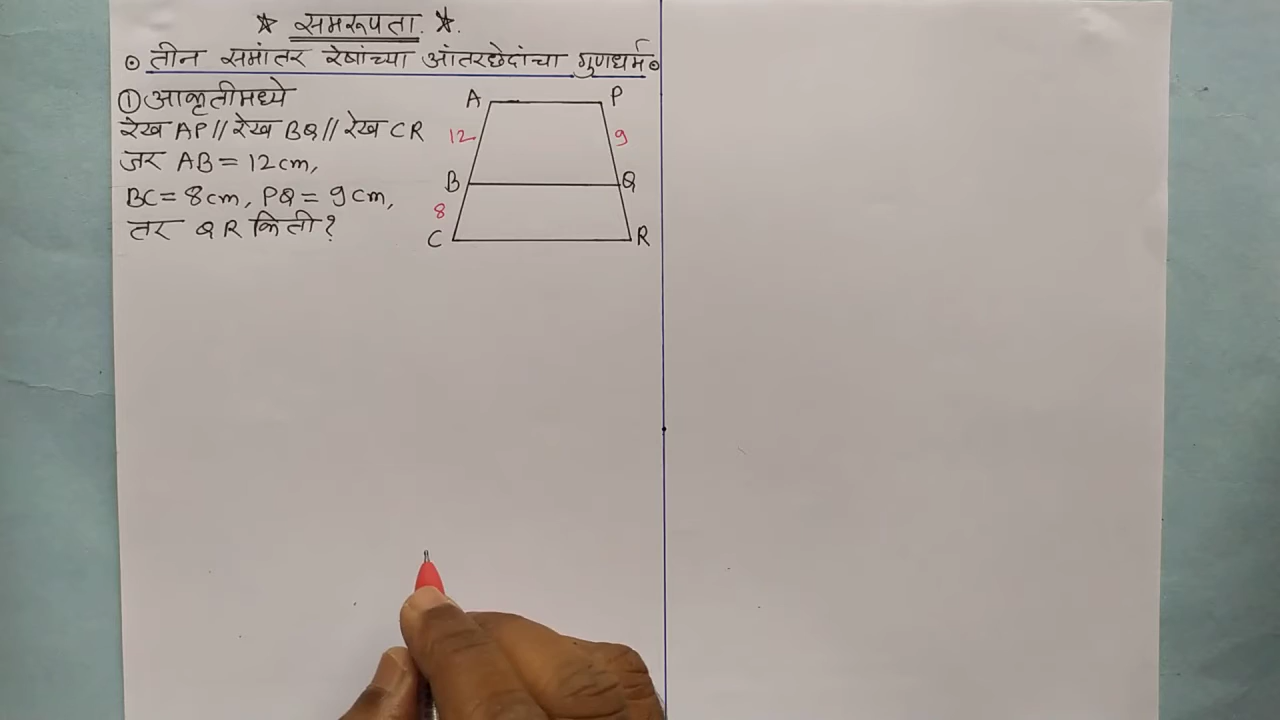 ☆ समरूपता. ☆.
⊙ तीन समांतर रेषांच्या आंतरछेदांचा गुणधर्म ⊙
① आकृतीमध्ये
रेख AP // रेख BQ // रेख CR
जर AB = 12cm,
BC = 8cm, PQ = 9cm,
तर QR किती?
A P
12 9
B Q
8
C R